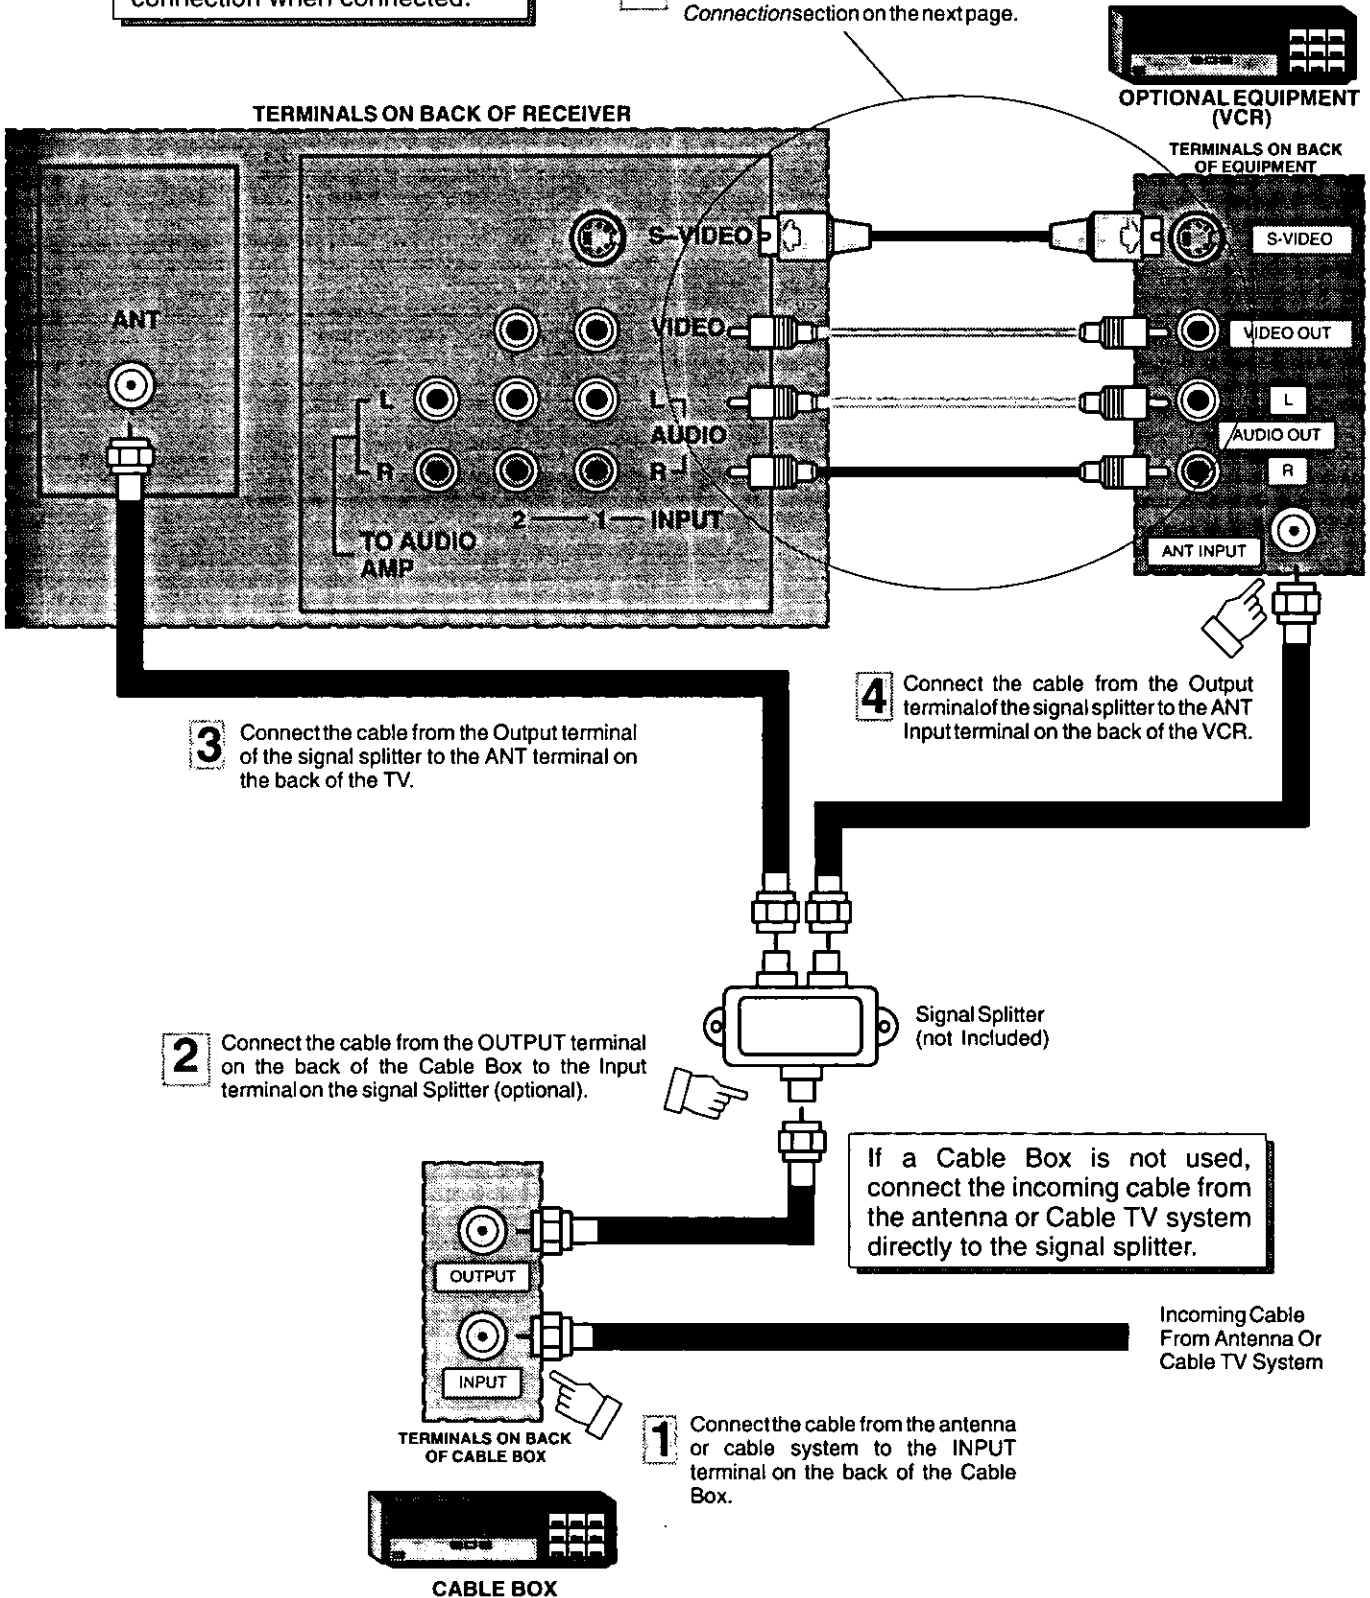 connection when connected.
Connection section on the next page.
OPTIONAL EQUIPMENT
(VCR)
TERMINALS ON BACK
OF EQUIPMENT
TERMINALS ON BACK OF RECEIVER
ANT
S-VIDEO
VIDEO
L
L
AUDIO
R
R
2 1 INPUT
TO AUDIO
AMP
S-VIDEO
VIDEO OUT
L
AUDIO OUT
R
ANT INPUT
4 Connect the cable from the Output
terminal of the signal splitter to the ANT
Input terminal on the back of the VCR.
3 Connect the cable from the Output terminal
of the signal splitter to the ANT terminal on
the back of the TV.
Signal Splitter
(not Included)
2 Connect the cable from the OUTPUT terminal
on the back of the Cable Box to the Input
terminal on the signal Splitter (optional).
If a Cable Box is not used,
connect the incoming cable from
the antenna or Cable TV system
directly to the signal splitter.
OUTPUT
INPUT
Incoming Cable
From Antenna Or
Cable TV System
TERMINALS ON BACK
OF CABLE BOX
1 Connect the cable from the antenna
or cable system to the INPUT
terminal on the back of the Cable
Box.
CABLE BOX